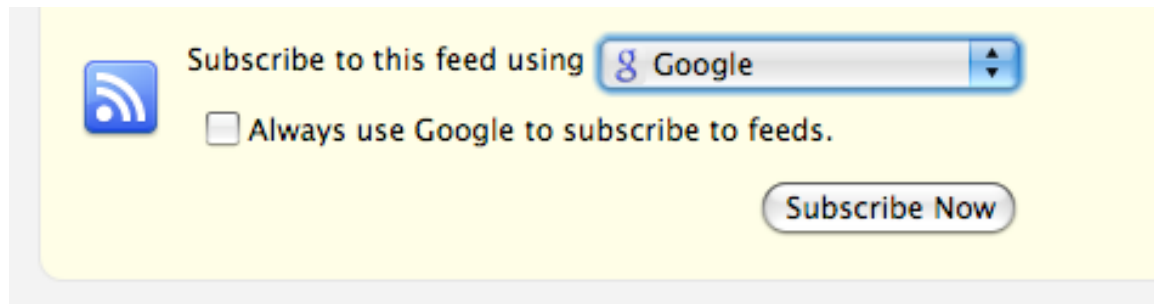 Subscribe to this feed using g Google
Always use Google to subscribe to feeds.
Subscribe Now